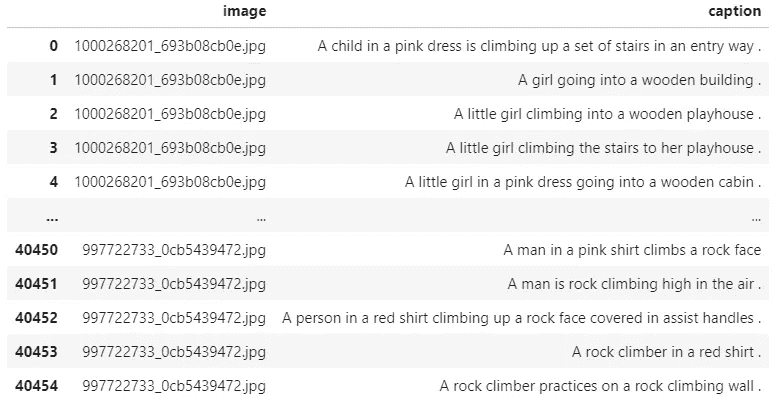 image caption
0 1000268201_693b08cb0e.jpg A child in a pink dress is climbing up a set of stairs in an entry way .
1 1000268201_693b08cb0e.jpg A girl going into a wooden building .
2 1000268201_693b08cb0e.jpg A little girl climbing into a wooden playhouse .
3 1000268201_693b08cb0e.jpg A little girl climbing the stairs to her playhouse .
4 1000268201_693b08cb0e.jpg A little girl in a pink dress going into a wooden cabin .
... ... ...
40450 997722733_0cb5439472.jpg A man in a pink shirt climbs a rock face
40451 997722733_0cb5439472.jpg A man is rock climbing high in the air .
40452 997722733_0cb5439472.jpg A person in a red shirt climbing up a rock face covered in assist handles .
40453 997722733_0cb5439472.jpg A rock climber in a red shirt .
40454 997722733_0cb5439472.jpg A rock climber practices on a rock climbing wall .